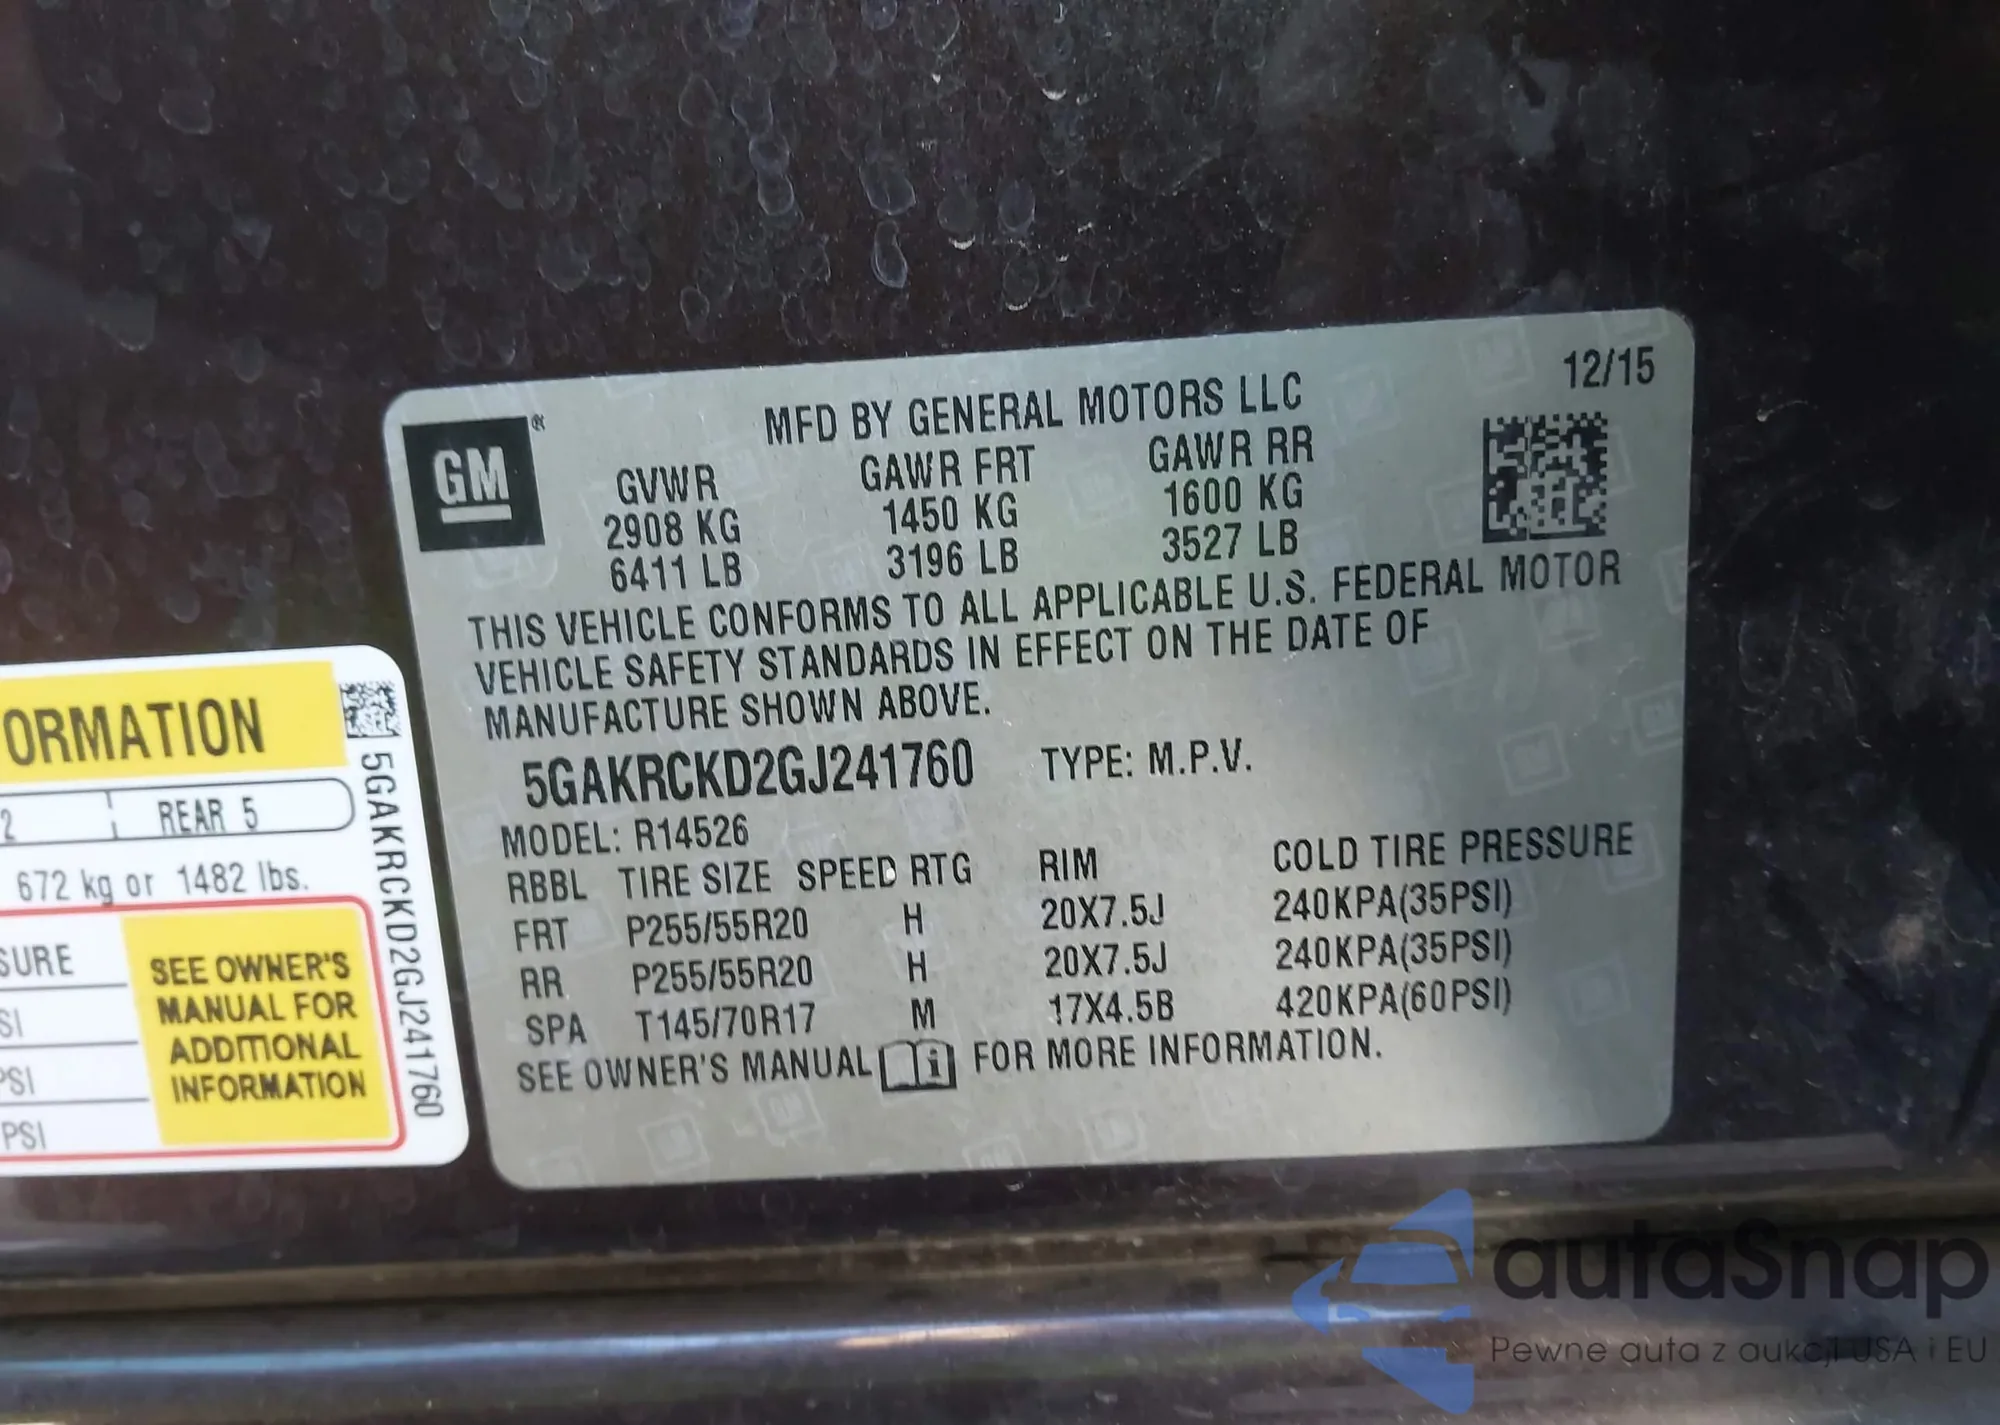 12/15
GM®
MFD BY GENERAL MOTORS LLC
GVWR GAWR FRT GAWR RR
2908 KG 1450 KG 1600 KG
6411 LB 3196 LB 3527 LB
THIS VEHICLE CONFORMS TO ALL APPLICABLE U.S. FEDERAL MOTOR
VEHICLE SAFETY STANDARDS IN EFFECT ON THE DATE OF
MANUFACTURE SHOWN ABOVE.
5GAKRCKD2GJ241760 TYPE: M.P.V.
MODEL: R14526
RBBL TIRE SIZE SPEED RTG RIM COLD TIRE PRESSURE
FRT P255/55R20 H 20X7.5J 240KPA(35PSI)
RR P255/55R20 H 20X7.5J 240KPA(35PSI)
SPA T145/70R17 M 17X4.5B 420KPA(60PSI)
SEE OWNER'S MANUAL i FOR MORE INFORMATION.
ORMATION
2 REAR 5
672 kg or 1482 lbs.
SURE
SI
PSI
PSI
SEE OWNER'S
MANUAL FOR
ADDITIONAL
INFORMATION
5GAKRCKD2GJ241760
autaSnap
Pewne auta z aukcji USA i EU